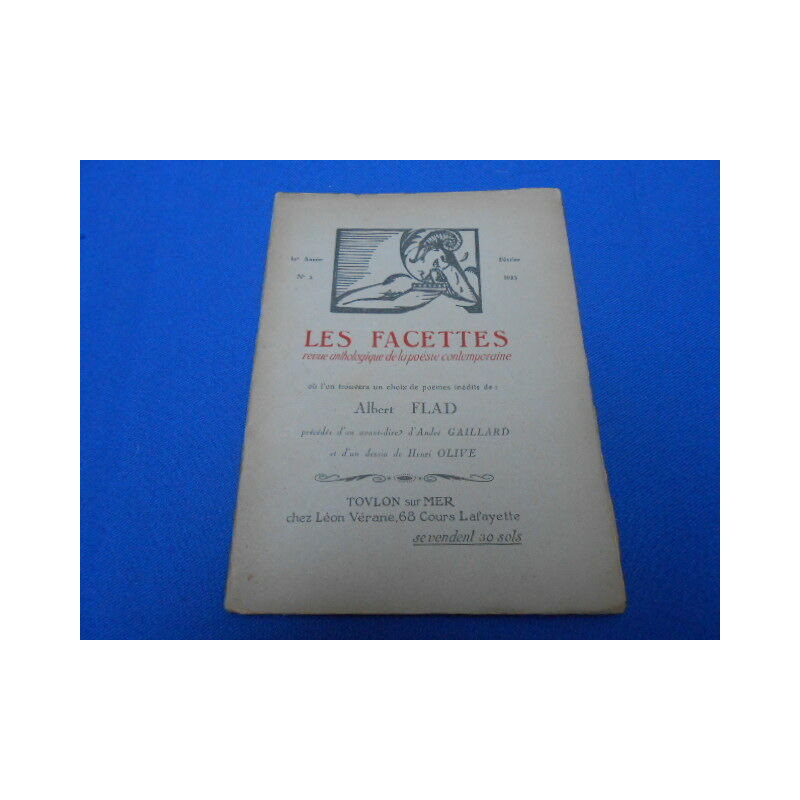 Année Février
N° 1925
LES FACETTES
revue anthologique de la poésie contemporaine
où l'on trouvera un choix de poèmes inédits de :
Albert FLAD
précédés d'un avant-dire d'André GAILLARD
et d'un dessin de Henri OLIVE
TOVLON sur MER
chez Léon Vérane, 68 Cours Lafayette
se vendent 30 sols